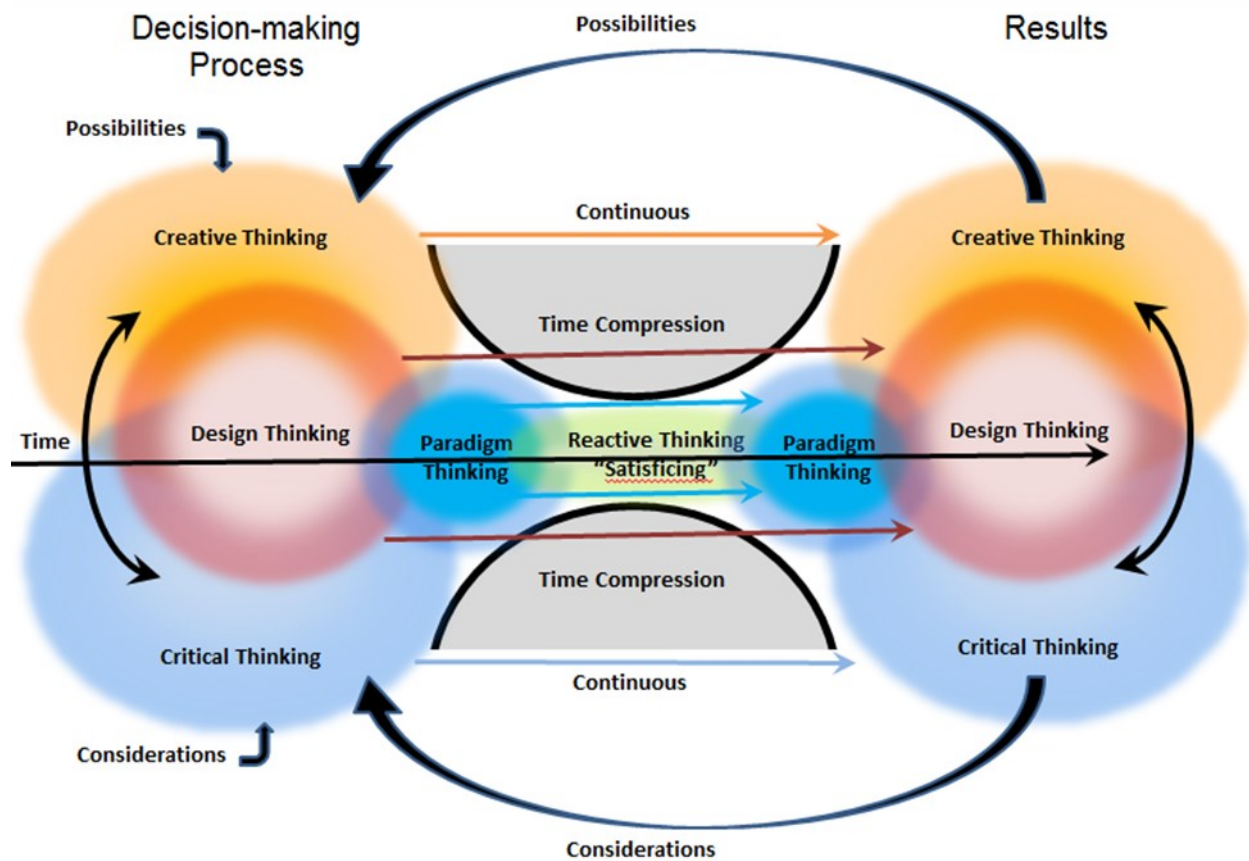 Decision-making
Process
Possibilities
Results
Possibilities
Continuous
Creative Thinking
Creative Thinking
Time Compression
Time
Design Thinking
Paradigm
Thinking
Reactive Thinking
“Satisficing”
Paradigm
Thinking
Design Thinking
Time Compression
Critical Thinking
Critical Thinking
Continuous
Considerations
Considerations